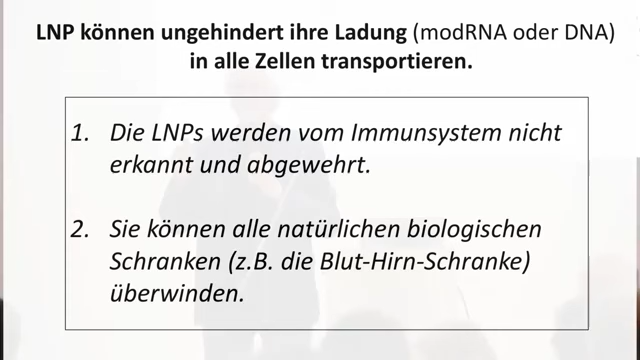 LNP können ungehindert ihre Ladung (modRNA oder DNA)
in alle Zellen transportieren.
1. Die LNPs werden vom Immunsystem nicht
erkannt und abgewehrt.
2. Sie können alle natürlichen biologischen
Schranken (z.B. die Blut-Hirn-Schranke)
überwinden.